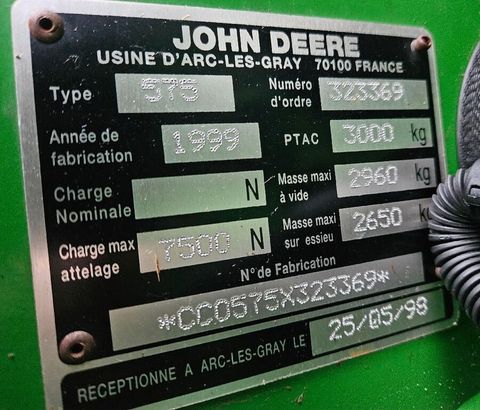 JOHN DEERE
USINE D'ARC-LES-GRAY 70100 FRANCE
Type 575 Numéro d'ordre 323369
Année de fabrication 1999 PTAC 3000 kg
Charge Nominale N Masse maxi à vide 2960 kg
Charge max attelage 7500 N Masse maxi sur essieu 2650 kg
N° de Fabrication
*CC0575X323369*
RECEPTIONNE A ARC-LES-GRAY LE 25/05/98